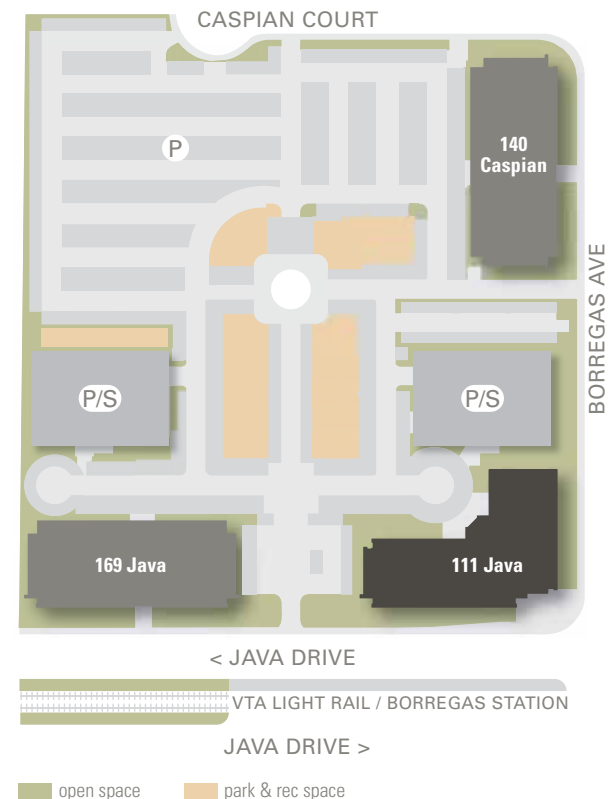 CASPIAN COURT
140
Caspian
P
BORREGAS AVE
P/S
P/S
169 Java
111 Java
< JAVA DRIVE
VTA LIGHT RAIL / BORREGAS STATION
JAVA DRIVE >
open space
park & rec space